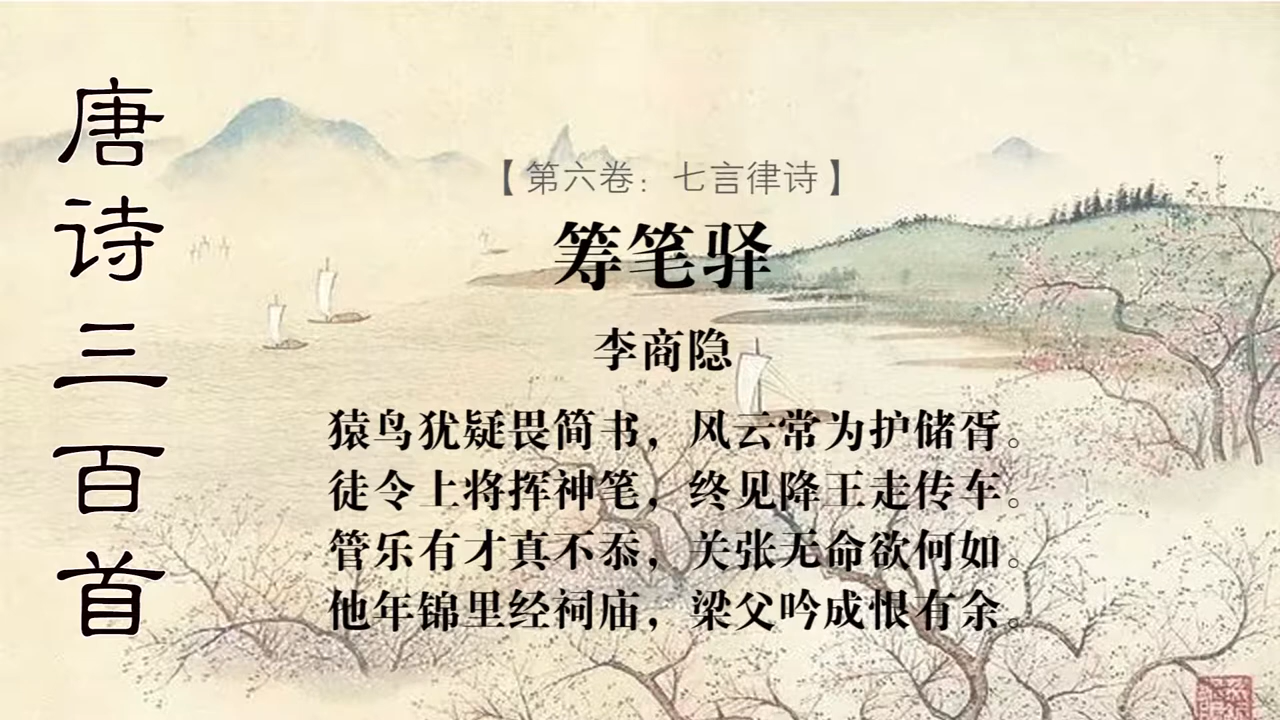 唐诗三百首
【第六卷：七言律诗】
筹笔驿
李商隐
猿鸟犹疑畏简书，风云常为护储胥。
徒令上将挥神笔，终见降王走传车。
管乐有才真不忝，关张无命欲何如。
他年锦里经祠庙，梁父吟成恨有余。